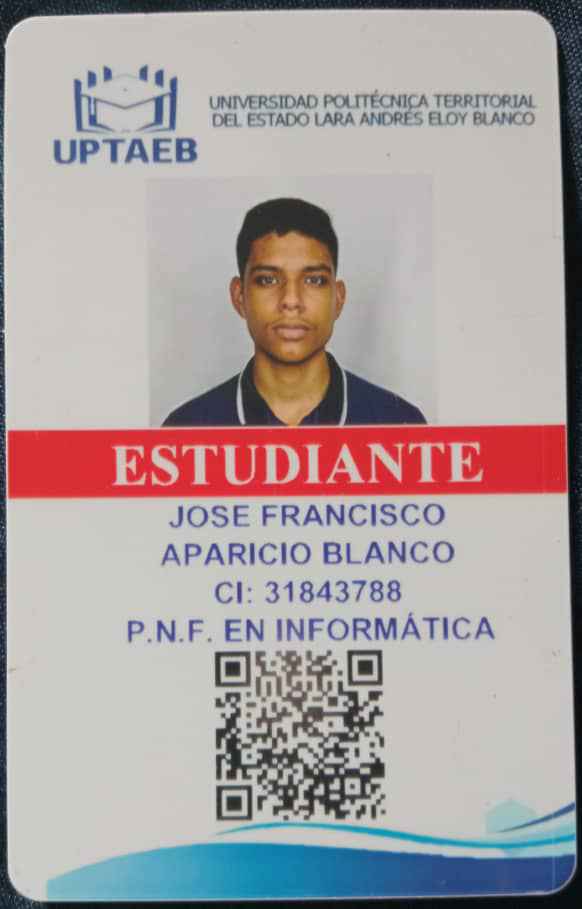 UPTAEB
UNIVERSIDAD POLITÉCNICA TERRITORIAL
DEL ESTADO LARA ANDRÉS ELOY BLANCO
ESTUDIANTE
JOSE FRANCISCO
APARICIO BLANCO
CI: 31843788
P.N.F. EN INFORMÁTICA